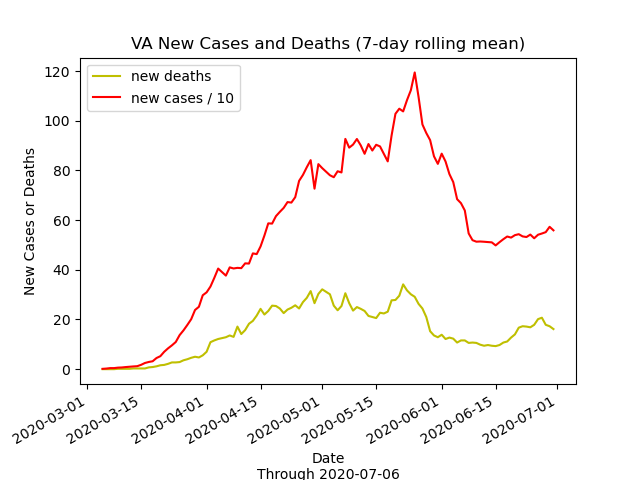 VA New Cases and Deaths (7-day rolling mean)
new deaths
new cases / 10
120
100
80
60
40
20
0
New Cases or Deaths
2020-03-01
2020-03-15
2020-04-01
2020-04-15
2020-05-01
2020-05-15
2020-06-01
2020-06-15
2020-07-01
Date
Through 2020-07-06